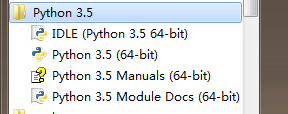 Python 3.5
IDLE (Python 3.5 64-bit)
Python 3.5 (64-bit)
Python 3.5 Manuals (64-bit)
Python 3.5 Module Docs (64-bit)